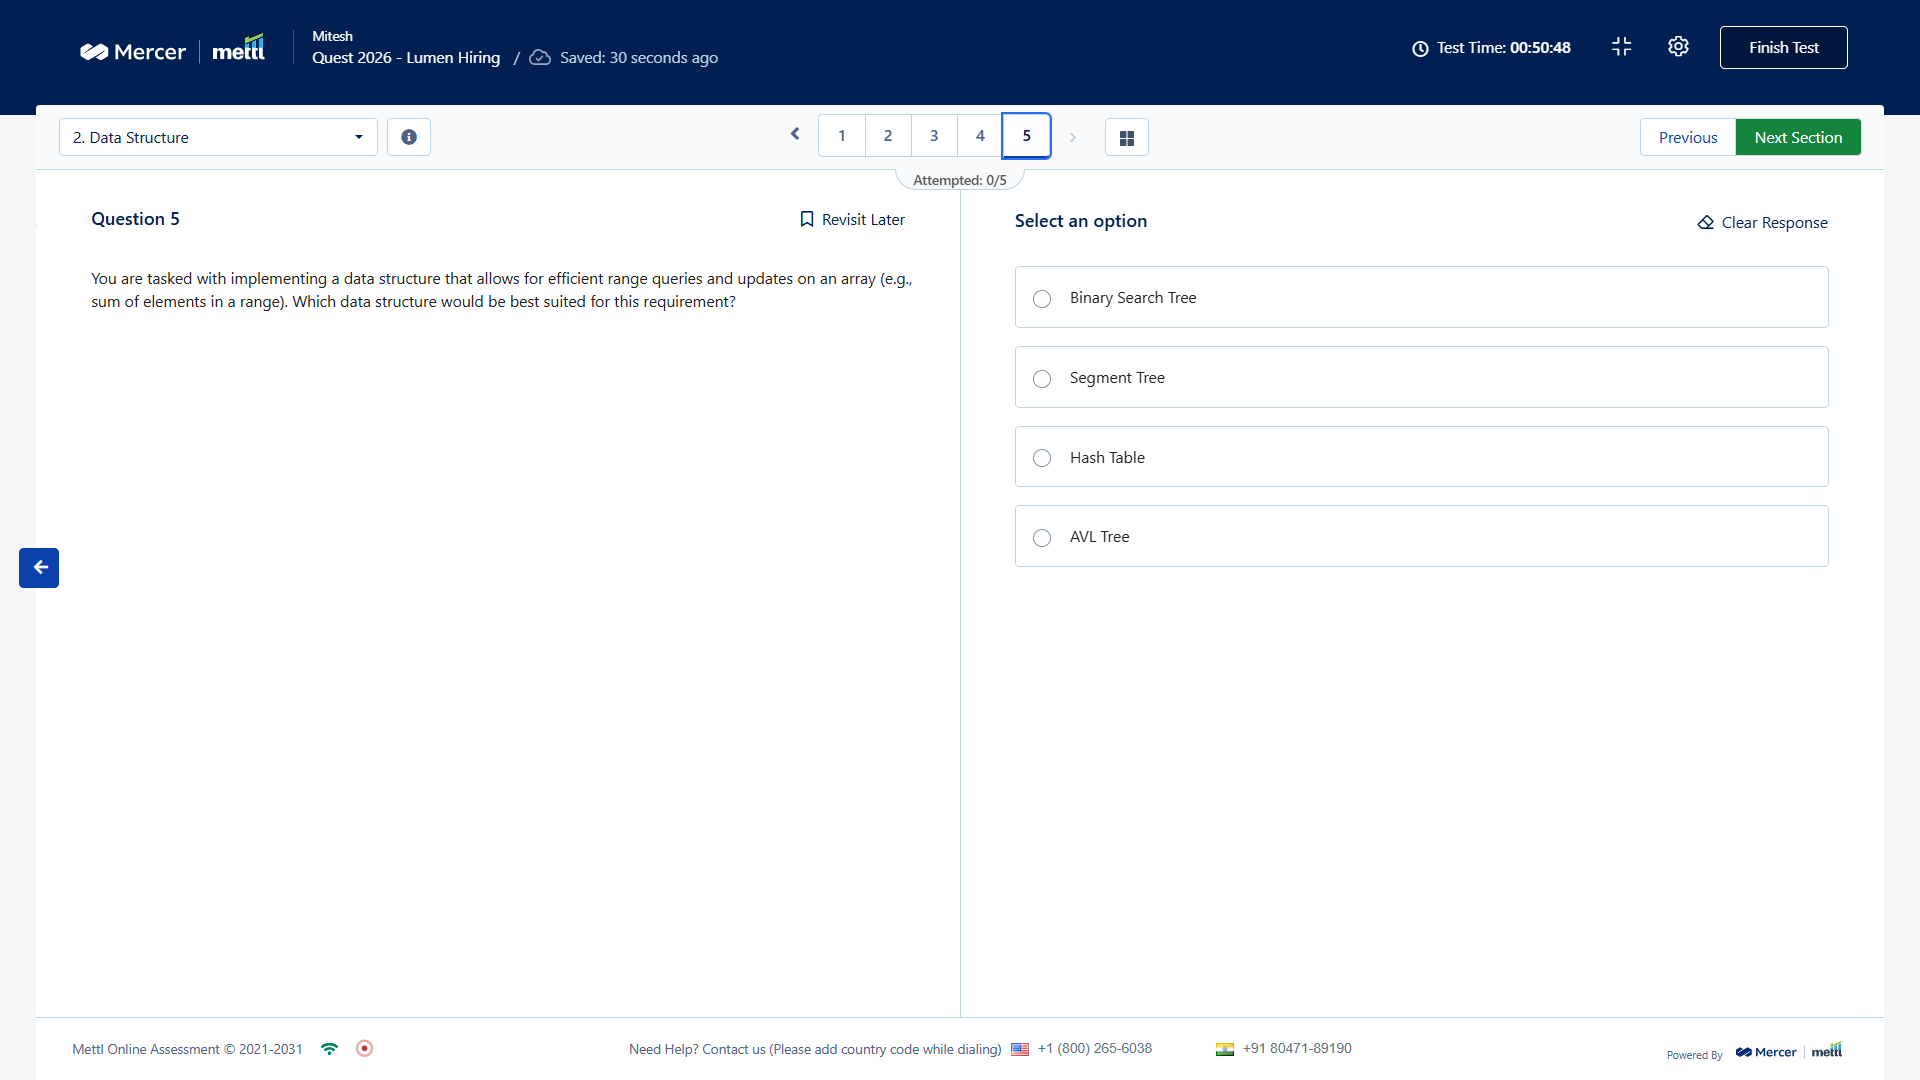 Mercer | mettl
Mitesh
Quest 2026 - Lumen Hiring / Saved: 30 seconds ago
Test Time: 00:50:48
Finish Test
2. Data Structure
1 2 3 4 5
Previous
Next Section
Attempted: 0/5
Question 5
Revisit Later
You are tasked with implementing a data structure that allows for efficient range queries and updates on an array (e.g.,
sum of elements in a range). Which data structure would be best suited for this requirement?
Select an option
Clear Response
Binary Search Tree
Segment Tree
Hash Table
AVL Tree
Mettl Online Assessment © 2021-2031
Need Help? Contact us (Please add country code while dialing) +1 (800) 265-6038 +91 80471-89190
Powered By Mercer | mettl